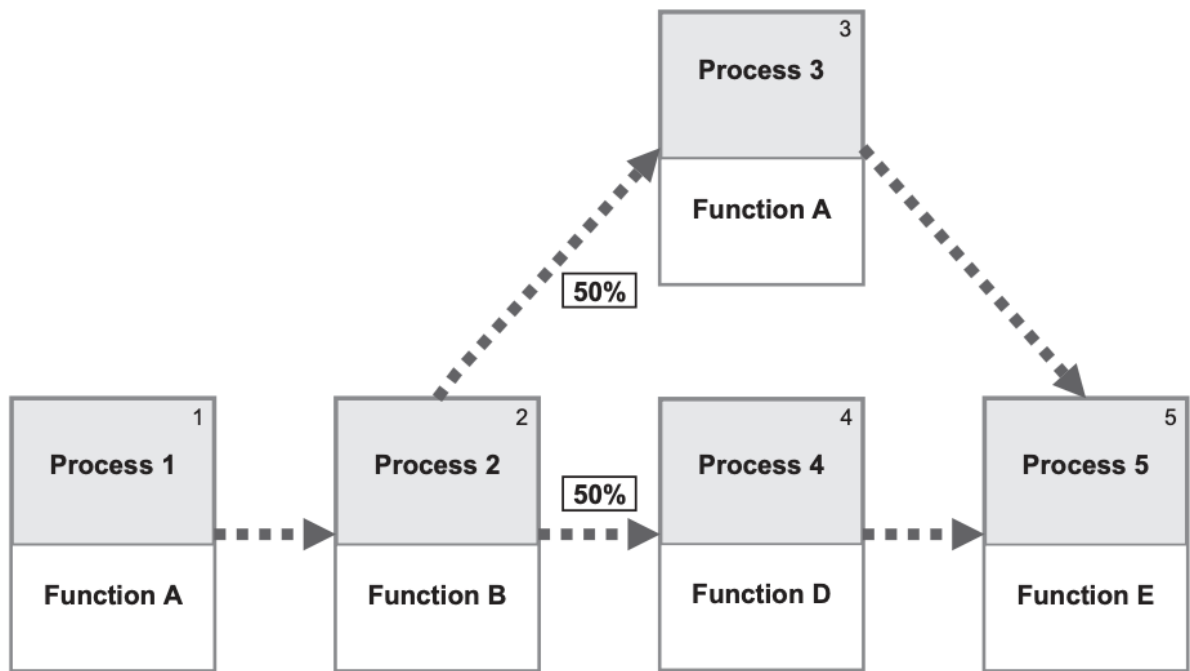 3
Process 3
Function A
50%
1
Process 1
Function A
2
Process 2
Function B
50%
4
Process 4
Function D
5
Process 5
Function E